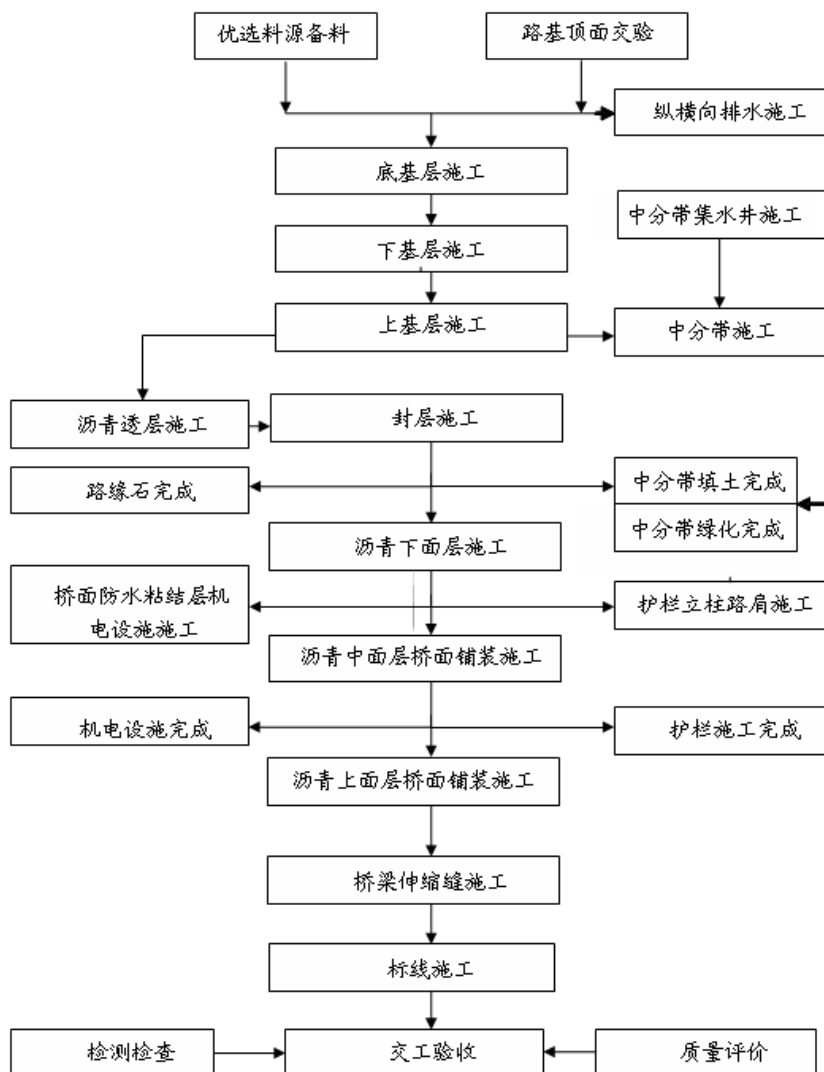 优选料源备料
路基顶面交验
纵横向排水施工
底基层施工
中分带集水井施工
下基层施工
上基层施工
中分带施工
沥青透层施工
封层施工
路缘石完成
中分带填土完成
中分带绿化完成
沥青下面层施工
桥面防水粘结层机
电设施施工
护栏立柱路肩施工
沥青中面层桥面铺装施工
机电设施完成
护栏施工完成
沥青上面层桥面铺装施工
桥梁伸缩缝施工
标线施工
检测检查
交工验收
质量评价